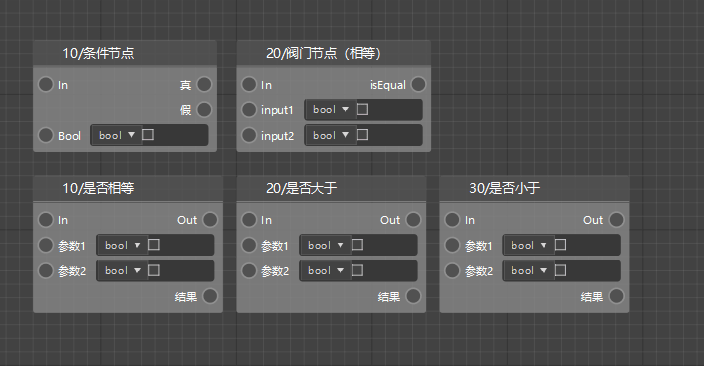 10/条件节点
In 真
假
Bool bool
20/阀门节点（相等）
In isEqual
input1 bool
input2 bool
10/是否相等
In Out
参数1 bool
参数2 bool
结果
20/是否大于
In Out
参数1 bool
参数2 bool
结果
30/是否小于
In Out
参数1 bool
参数2 bool
结果